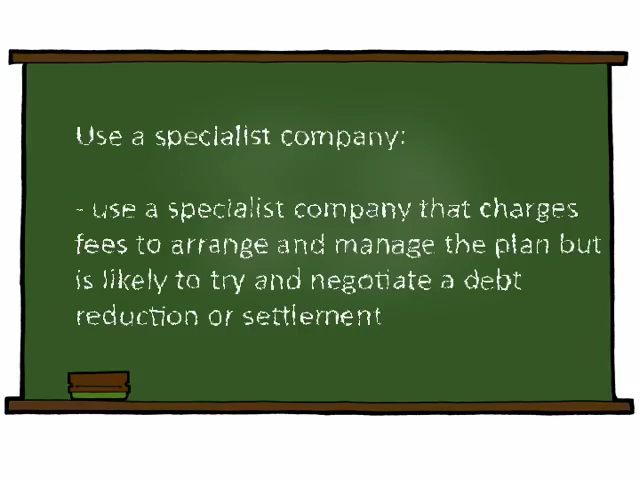 Use a specialist company:
- use a specialist company that charges
fees to arrange and manage the plan but
is likely to try and negotiate a debt
reduction or settlement